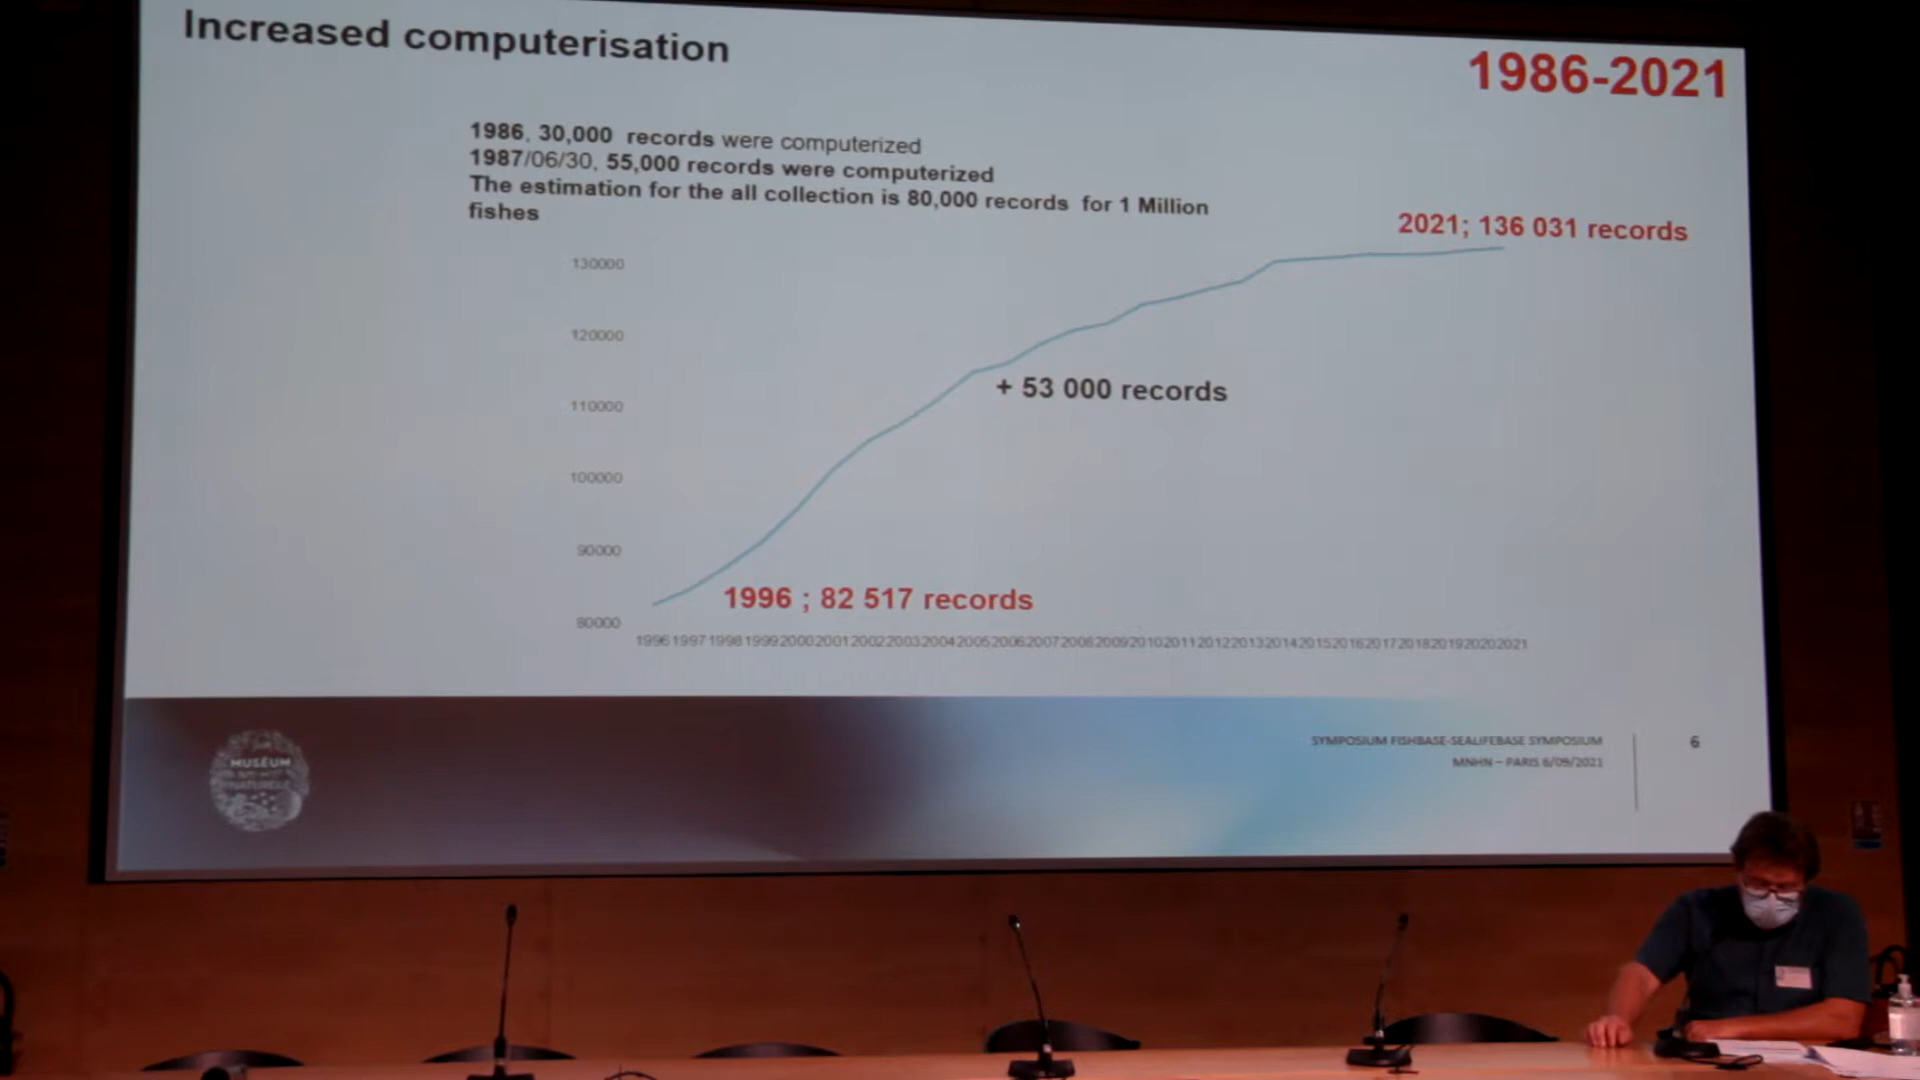 Increased computerisation
1986-2021
1986, 30,000 records were computerized
1987/06/30, 55,000 records were computerized
The estimation for the all collection is 80,000 records for 1 Million
fishes
2021; 136 031 records
130000
120000
+ 53 000 records
110000
100000
90000
1996 ; 82 517 records
80000
1996 1997 1998 1999 2000 2001 2002 2003 2004 2005 2006 2007 2008 2009 2010 2011 2012 2013 2014 2015 2016 2017 2018 2019 2020 2021
MUSÉUM
NATURELLE
SYMPOSIUM FISHBASE-SEALIFEBASE SYMPOSIUM
MNHN – PARIS 6/09/2021
6